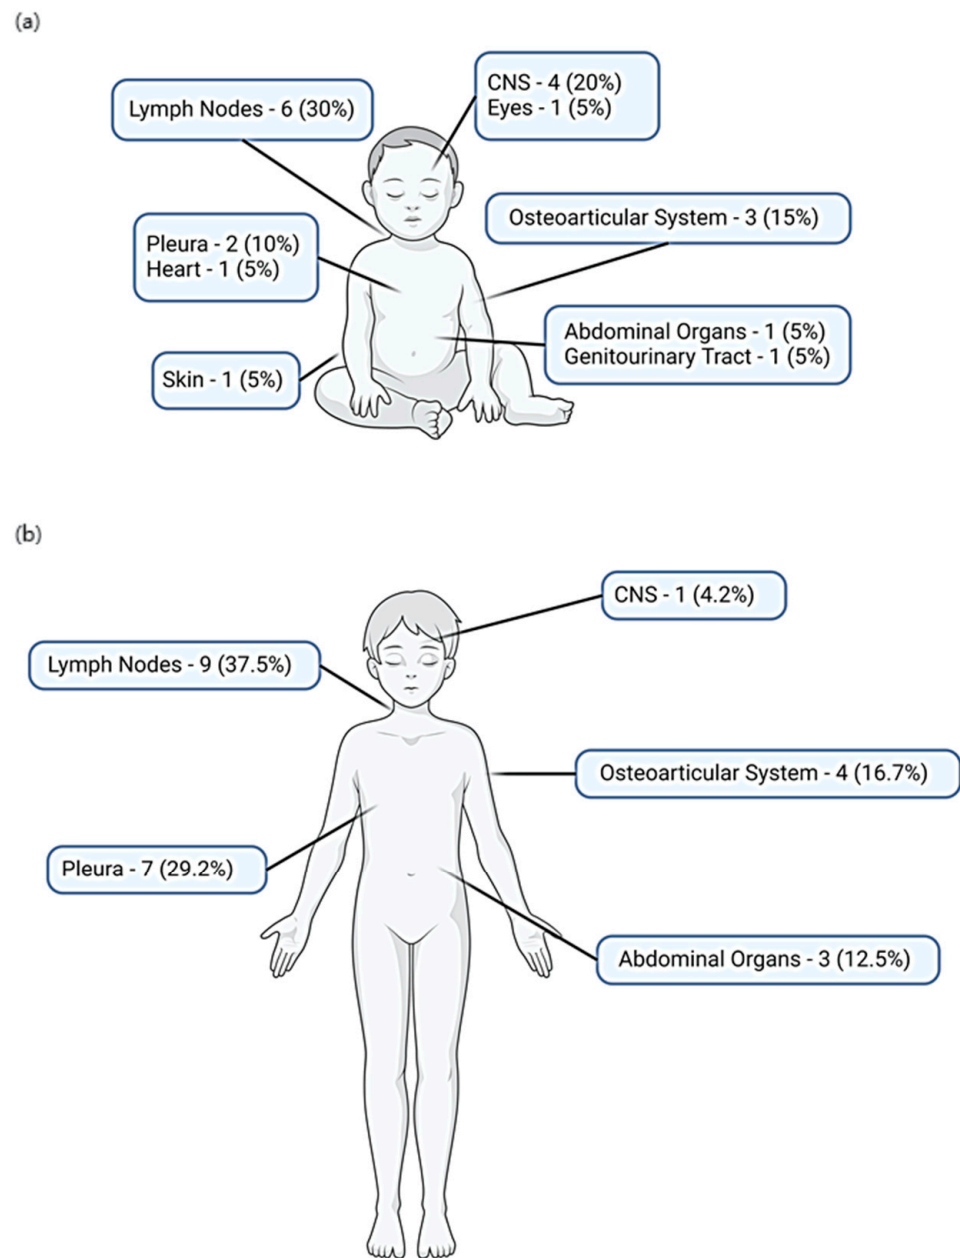 (a)
CNS - 4 (20%)
Eyes - 1 (5%)
Lymph Nodes - 6 (30%)
Osteoarticular System - 3 (15%)
Pleura - 2 (10%)
Heart - 1 (5%)
Abdominal Organs - 1 (5%)
Genitourinary Tract - 1 (5%)
Skin - 1 (5%)
(b)
CNS - 1 (4.2%)
Lymph Nodes - 9 (37.5%)
Osteoarticular System - 4 (16.7%)
Pleura - 7 (29.2%)
Abdominal Organs - 3 (12.5%)